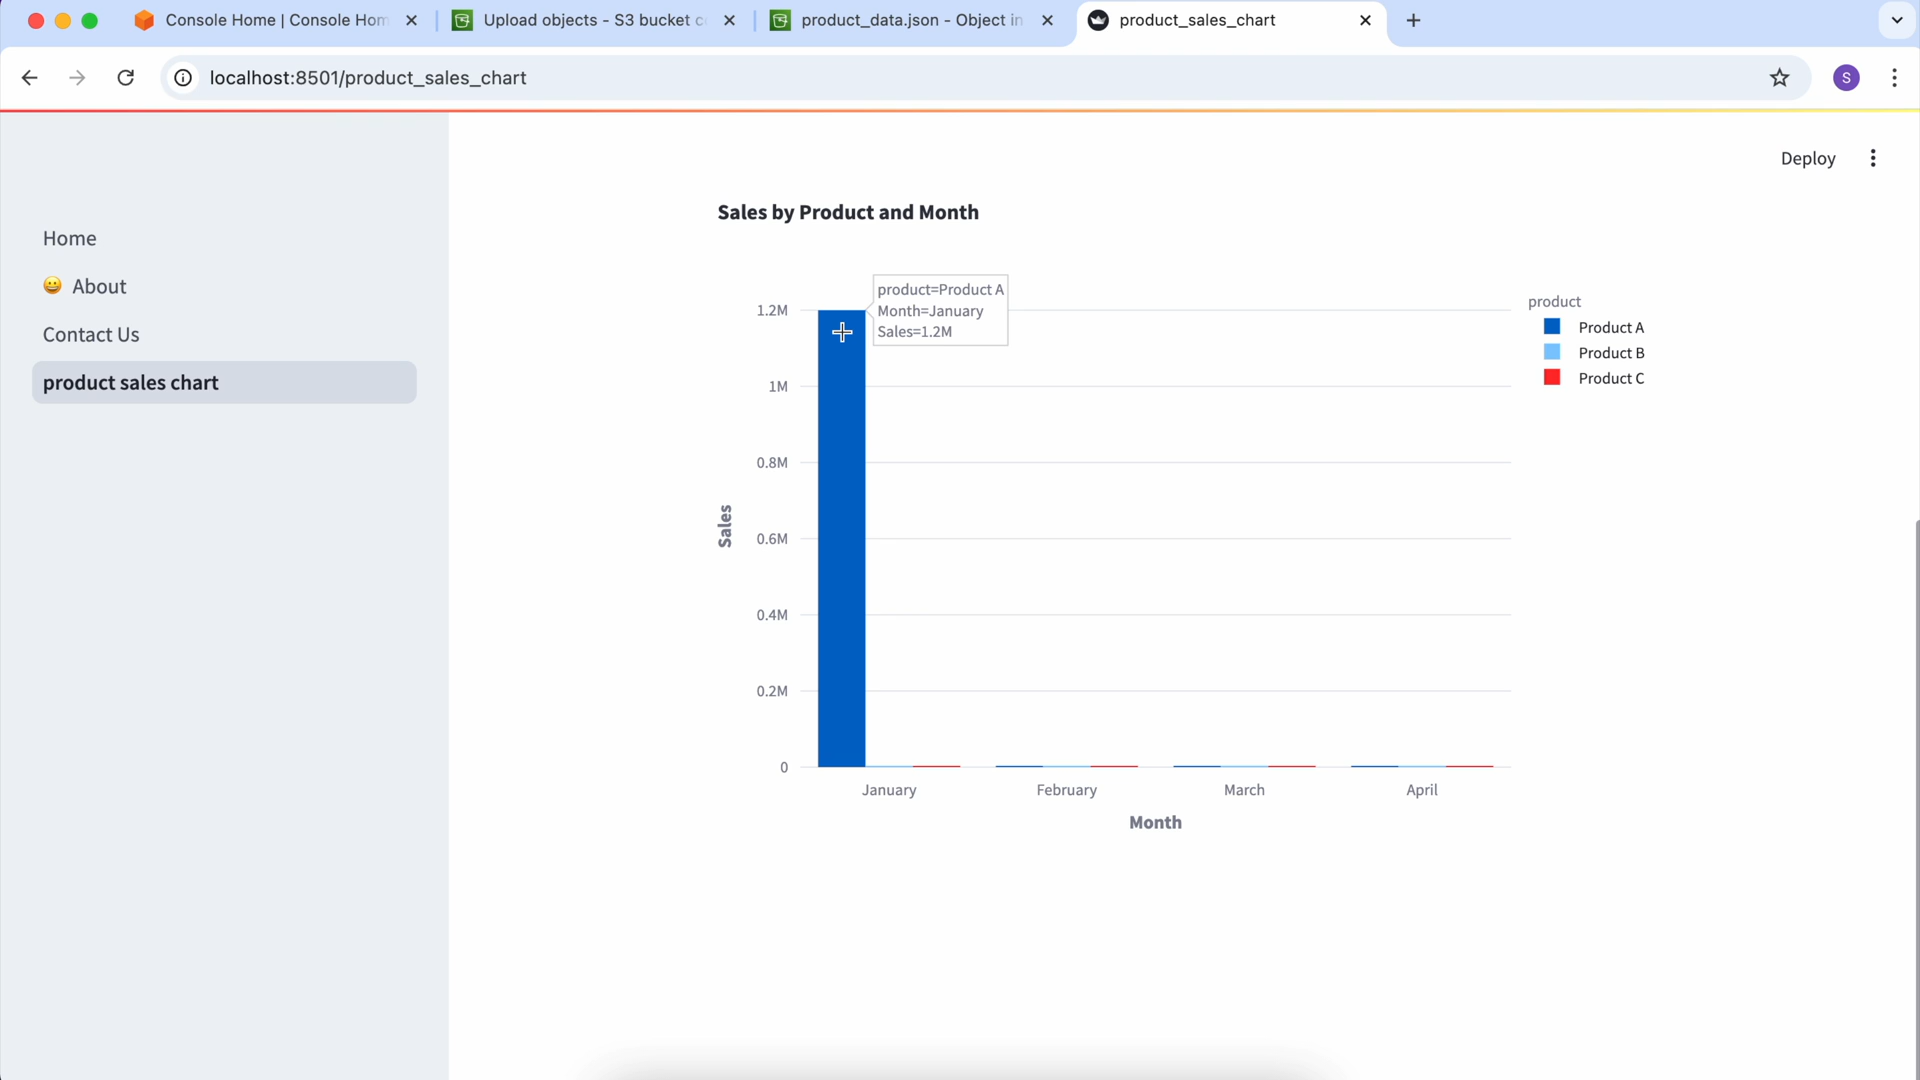 Console Home | Console Hom
Upload objects - S3 bucket c
product_data.json - Object in
product_sales_chart
localhost:8501/product_sales_chart
S
Deploy
Home
😀 About
Contact Us
product sales chart
Sales by Product and Month
product=Product A
Month=January
Sales=1.2M
1.2M
1M
0.8M
0.6M
0.4M
0.2M
0
Sales
January
February
March
April
Month
product
Product A
Product B
Product C